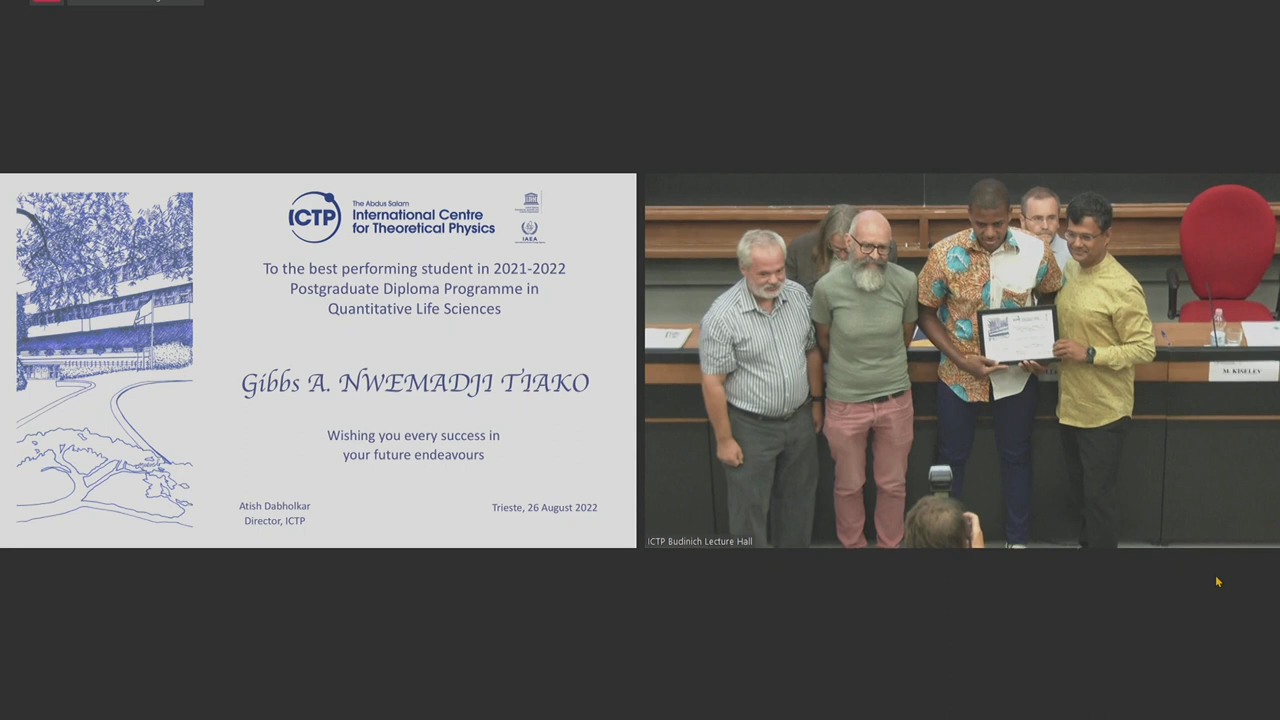 ICTP
The Abdus Salam
International Centre
for Theoretical Physics
IAEA
To the best performing student in 2021-2022
Postgraduate Diploma Programme in
Quantitative Life Sciences
Gibbs A. NWEMADJI TIAKO
Wishing you every success in
your future endeavours
Atish Dabholkar
Director, ICTP
Trieste, 26 August 2022
M. KISELEV
ICTP Budinich Lecture Hall